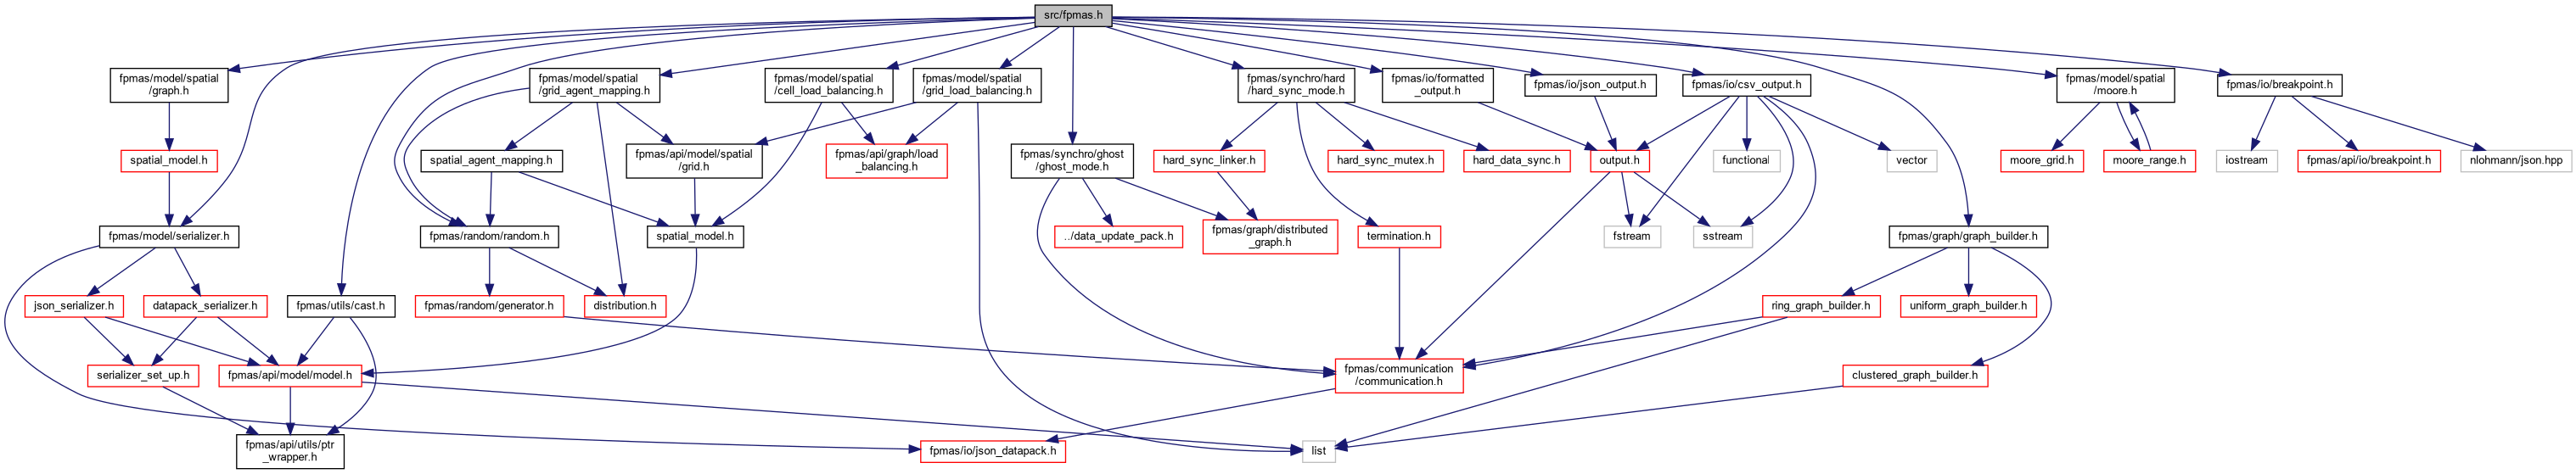 src/fpmas.h
fpmas/model/spatial
/graph.h
fpmas/model/spatial
/grid_agent_mapping.h
fpmas/model/spatial
/cell_load_balancing.h
fpmas/model/spatial
/grid_load_balancing.h
fpmas/synchro/hard
/hard_sync_mode.h
fpmas/io/formatted
_output.h
fpmas/io/json_output.h
fpmas/io/csv_output.h
fpmas/model/spatial
/moore.h
fpmas/io/breakpoint.h
spatial_model.h
spatial_agent_mapping.h
fpmas/api/model/spatial
/grid.h
fpmas/api/graph/load
_balancing.h
fpmas/synchro/ghost
/ghost_mode.h
hard_sync_linker.h
hard_sync_mutex.h
hard_data_sync.h
output.h
functional
vector
moore_grid.h
moore_range.h
iostream
fpmas/api/io/breakpoint.h
nlohmann/json.hpp
fpmas/model/serializer.h
fpmas/random/random.h
spatial_model.h
../data_update_pack.h
fpmas/graph/distributed
_graph.h
termination.h
fstream
sstream
fpmas/graph/graph_builder.h
json_serializer.h
datapack_serializer.h
fpmas/utils/cast.h
fpmas/random/generator.h
distribution.h
ring_graph_builder.h
uniform_graph_builder.h
serializer_set_up.h
fpmas/api/model/model.h
fpmas/communication
/communication.h
clustered_graph_builder.h
fpmas/api/utils/ptr
_wrapper.h
fpmas/io/json_datapack.h
list